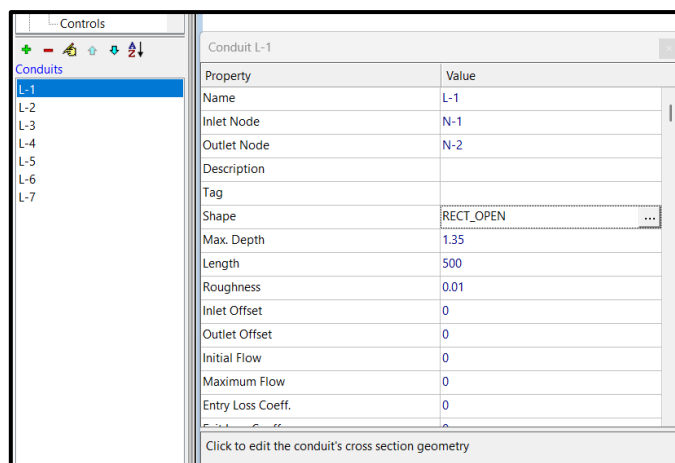 Controls
Conduits
L-1
L-2
L-3
L-4
L-5
L-6
L-7
Conduit L-1
Property Value
Name L-1
Inlet Node N-1
Outlet Node N-2
Description
Tag
Shape RECT_OPEN ...
Max. Depth 1.35
Length 500
Roughness 0.01
Inlet Offset 0
Outlet Offset 0
Initial Flow 0
Maximum Flow 0
Entry Loss Coeff. 0
Click to edit the conduit's cross section geometry